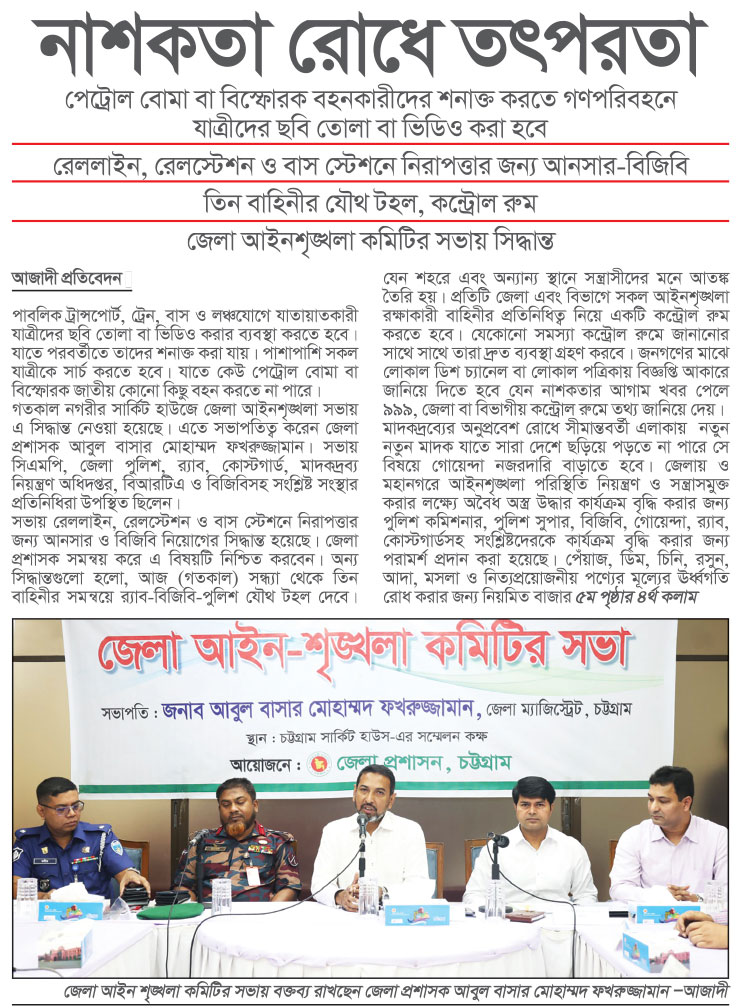 নাশকতা রোধে তৎপরতা
পেট্রোল বোমা বা বিস্ফোরক বহনকারীদের শনাক্ত করতে গণপরিবহনে
যাত্রীদের ছবি তোলা বা ভিডিও করা হবে
রেললাইন, রেলস্টেশন ও বাস স্টেশনে নিরাপত্তার জন্য আনসার-বিজিবি
তিন বাহিনীর যৌথ টহল, কন্ট্রোল রুম
জেলা আইনশৃঙ্খলা কমিটির সভায় সিদ্ধান্ত
আজাদী প্রতিবেদন
পাবলিক ট্রান্সপোর্ট, ট্রেন, বাস ও লঞ্চযোগে যাতায়াতকারী
যাত্রীদের ছবি তোলা বা ভিডিও করার ব্যবস্থা করতে হবে।
যাতে পরবর্তীতে তাদের শনাক্ত করা যায়। পাশাপাশি সকল
যাত্রীকে সার্চ করতে হবে। যাতে কেউ পেট্রোল বোমা বা
বিস্ফোরক জাতীয় কোনো কিছু বহন করতে না পারে।
গতকাল নগরীর সার্কিট হাউজে জেলা আইনশৃঙ্খলা সভায়
এ সিদ্ধান্ত নেওয়া হয়েছে। এতে সভাপতিত্ব করেন জেলা
প্রশাসক আবুল বাসার মোহাম্মদ ফখরুজ্জামান। সভায়
সিএমপি, জেলা পুলিশ, র‌্যাব, কোস্টগার্ড, মাদকদ্রব্য
নিয়ন্ত্রণ অধিদপ্তর, বিআরটিএ ও বিজিবিসহ সংশ্লিষ্ট সংস্থার
প্রতিনিধিরা উপস্থিত ছিলেন।
সভায় রেললাইন, রেলস্টেশন ও বাস স্টেশনে নিরাপত্তার
জন্য আনসার ও বিজিবি নিয়োগের সিদ্ধান্ত হয়েছে। জেলা
প্রশাসক সমন্বয় করে এ বিষয়টি নিশ্চিত করবেন। অন্য
সিদ্ধান্তগুলো হলো, আজ (গতকাল) সন্ধ্যা থেকে তিন
বাহিনীর সমন্বয়ে র‌্যাব-বিজিবি-পুলিশ যৌথ টহল দেবে।
যেন শহরে এবং অন্যান্য স্থানে সন্ত্রাসীদের মনে আতঙ্ক
তৈরি হয়। প্রতিটি জেলা এবং বিভাগে সকল আইনশৃঙ্খলা
রক্ষাকারী বাহিনীর প্রতিনিধিত্ব নিয়ে একটি কন্ট্রোল রুম
করতে হবে। যেকোনো সমস্যা কন্ট্রোল রুমে জানানোর
সাথে সাথে তারা দ্রুত ব্যবস্থা গ্রহণ করবে। জনগণের মাঝে
লোকাল ডিশ চ্যানেল বা লোকাল পত্রিকায় বিজ্ঞপ্তি আকারে
জানিয়ে দিতে হবে যেন নাশকতার আগাম খবর পেলে
৯৯৯, জেলা বা বিভাগীয় কন্ট্রোল রুমে তথ্য জানিয়ে দেয়।
মাদকদ্রব্যের অনুপ্রবেশ রোধে সীমান্তবর্তী এলাকায় নতুন
নতুন মাদক যাতে সারা দেশে ছড়িয়ে পড়তে না পারে সে
বিষয়ে গোয়েন্দা নজরদারি বাড়াতে হবে। জেলায় ও
মহানগরে আইনশৃঙ্খলা পরিস্থিতি নিয়ন্ত্রণ ও সন্ত্রাসমুক্ত
করার লক্ষ্যে অবৈধ অস্ত্র উদ্ধার কার্যক্রম বৃদ্ধি করার জন্য
পুলিশ কমিশনার, পুলিশ সুপার, বিজিবি, গোয়েন্দা, র‌্যাব,
কোস্টগার্ডসহ সংশ্লিষ্টদেরকে কার্যক্রম বৃদ্ধি করার জন্য
পরামর্শ প্রদান করা হয়েছে। পেঁয়াজ, ডিম, চিনি, রসুন,
আদা, মসলা ও নিত্যপ্রয়োজনীয় পণ্যের মূল্যের ঊর্ধ্বগতি
রোধ করার জন্য নিয়মিত বাজার ৫ম পৃষ্ঠার ৪র্থ কলাম
জেলা আইন-শৃঙ্খলা কমিটির সভা
সভাপতি : জনাব আবুল বাসার মোহাম্মদ ফখরুজ্জামান, জেলা ম্যাজিস্ট্রেট, চট্টগ্রাম
স্থান : চট্টগ্রাম সার্কিট হাউস-এর সম্মেলন কক্ষ
আয়োজনে : জেলা প্রশাসন, চট্টগ্রাম
জেলা আইন শৃঙ্খলা কমিটির সভায় বক্তব্য রাখছেন জেলা প্রশাসক আবুল বাসার মোহাম্মদ ফখরুজ্জামান –আজাদী